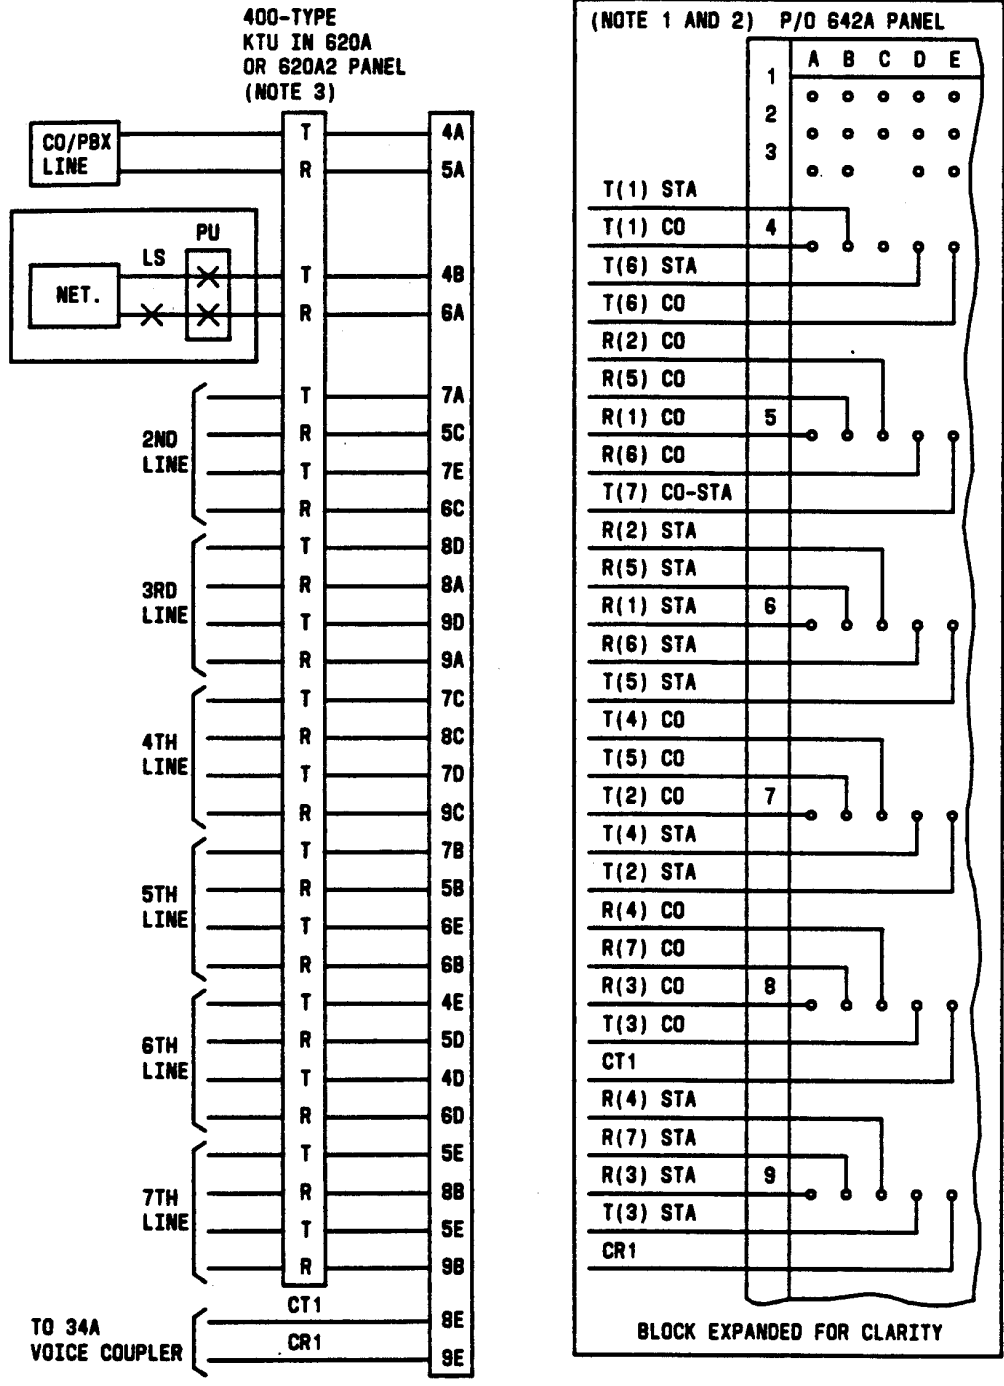 400-TYPE
KTU IN 620A
OR 620A2 PANEL
(NOTE 3)
CO/PBX
LINE
T 4A
R 5A
PU
LS
NET.
T 4B
R 6A
2ND
LINE
T 7A
R 5C
T 7E
R 6C
3RD
LINE
T 8D
R 8A
T 9D
R 9A
4TH
LINE
T 7C
R 8C
T 7D
R 9C
5TH
LINE
T 7B
R 5B
T 6E
R 6B
6TH
LINE
T 4E
R 5D
T 4D
R 6D
7TH
LINE
T 5E
R 8B
T 5E
R 9B
TO 34A
VOICE COUPLER
CT1 8E
CR1 9E
(NOTE 1 AND 2) P/O 642A PANEL
A B C D E
1
2
3
T(1) STA
T(1) CO 4
T(6) STA
T(6) CO
R(2) CO
R(5) CO
R(1) CO 5
R(6) CO
T(7) CO-STA
R(2) STA
R(5) STA
R(1) STA 6
R(6) STA
T(5) STA
T(4) CO
T(5) CO
T(2) CO 7
T(4) STA
T(2) STA
R(4) CO
R(7) CO
R(3) CO 8
T(3) CO
CT1
R(4) STA
R(7) STA
R(3) STA 9
T(3) STA
CR1
BLOCK EXPANDED FOR CLARITY